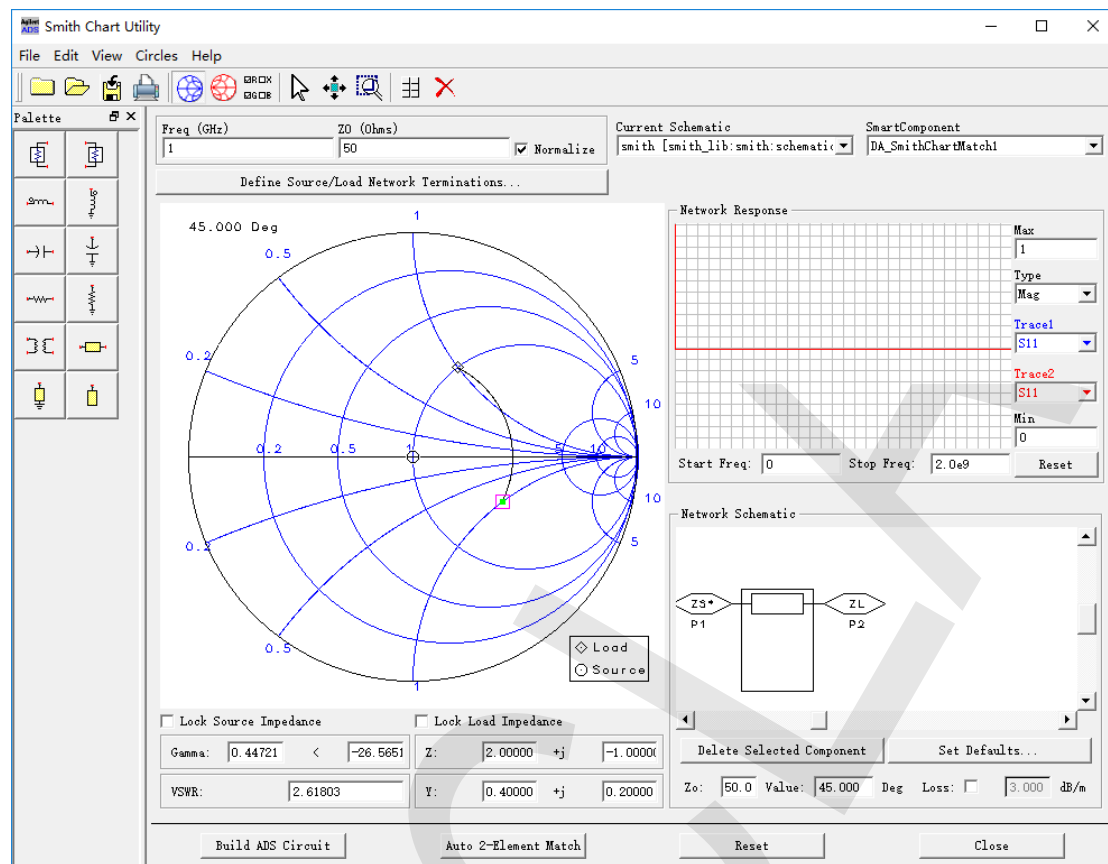 Agilent
ADS
Smith Chart Utility
File Edit View Circles Help
Palette
Freq (GHz)
1
Z0 (Ohms)
50
Normalize
Current Schematic
smith [smith_lib:smith:schematic
SmartComponent
DA_SmithChartMatch1
Define Source/Load Network Terminations...
45.000 Deg
1
0.5
0.2
5
10
0.2 0.5 1 5 10
10
0.2
5
0.5
1
Load
Source
Network Response
Max
1
Type
Mag
Trace1
S11
Trace2
S11
Min
0
Start Freq: 0 Stop Freq: 2.0e9 Reset
Network Schematic
ZS* ZL
P1 P2
Lock Source Impedance Lock Load Impedance
Gamma: 0.44721 < -26.5651 Z: 2.00000 +j -1.0000
VSWR: 2.61803 Y: 0.40000 +j 0.20000
Delete Selected Component Set Defaults...
Zo: 50.0 Value: 45.000 Deg Loss: 3.000 dB/m
Build ADS Circuit Auto 2-Element Match Reset Close